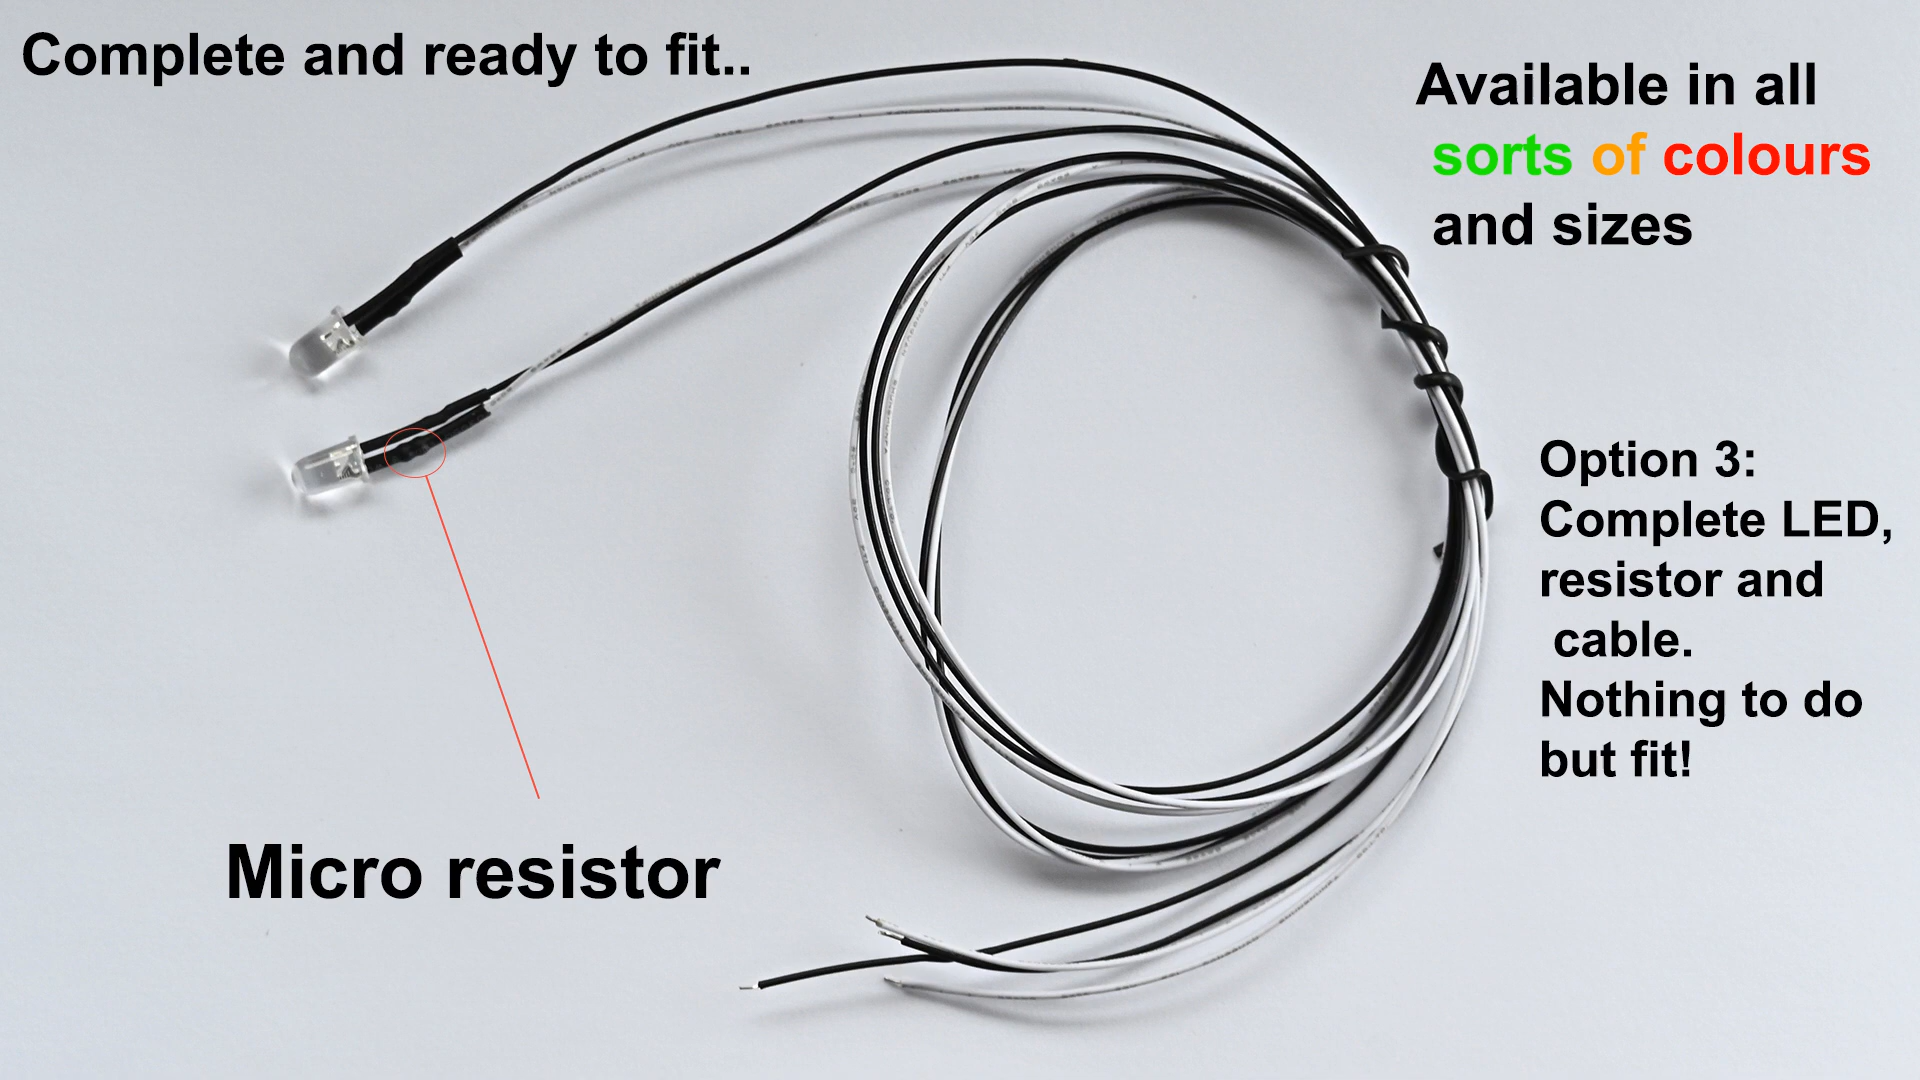 Complete and ready to fit..
Available in all
sorts of colours
and sizes
Option 3:
Complete LED,
resistor and
cable.
Nothing to do
but fit!
Micro resistor